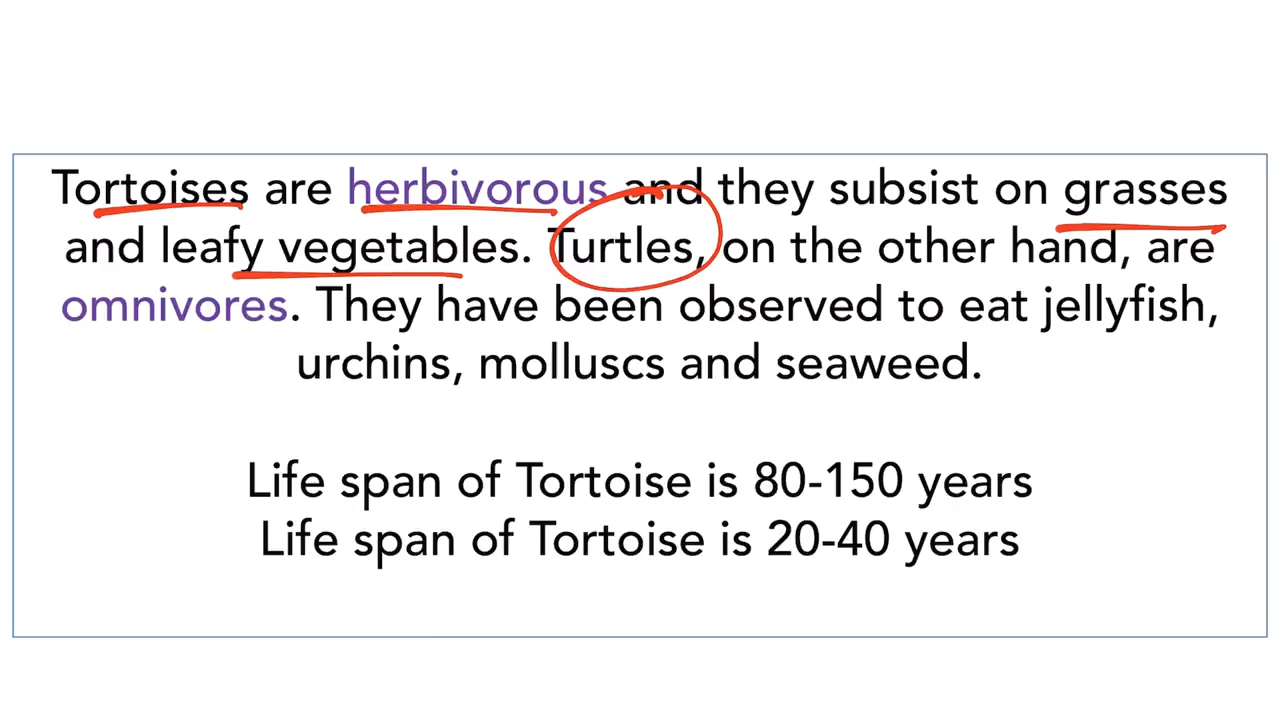 Tortoises are herbivorous and they subsist on grasses
and leafy vegetables. Turtles, on the other hand, are
omnivores. They have been observed to eat jellyfish,
urchins, molluscs and seaweed.
Life span of Tortoise is 80-150 years
Life span of Tortoise is 20-40 years